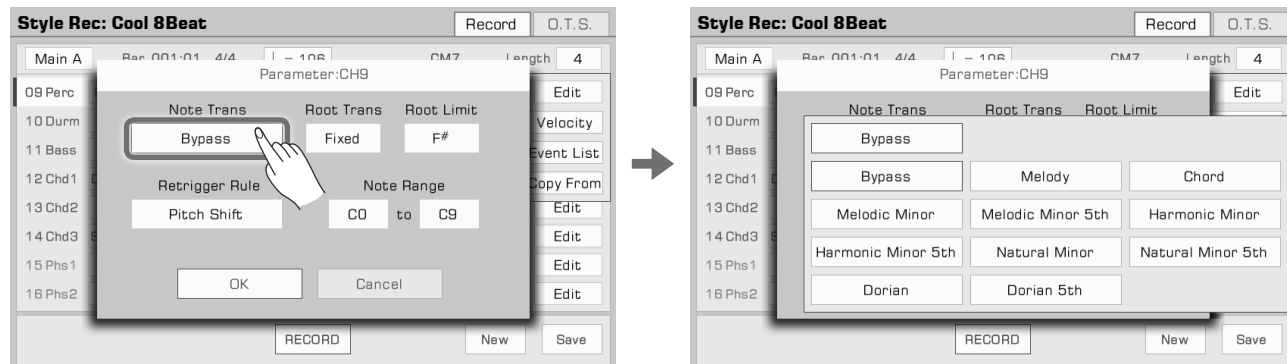 Style Rec: Cool 8Beat Record O.T.S.
Main A Bar 001:01 4/4 = 106 CM7 Length 4
Parameter:CH9
09 Perc Edit
Note Trans Root Trans Root Limit
10 Durm Bypass Fixed F# Velocity
11 Bass Event List
12 Chd1 Retrigger Rule Note Range Copy From
13 Chd2 Pitch Shift C0 to C9 Edit
14 Chd3 Edit
15 Phs1 Edit
16 Phs2 OK Cancel Edit
RECORD New Save
Style Rec: Cool 8Beat Record O.T.S.
Main A Bar 001:01 4/4 = 106 CM7 Length 4
Parameter:CH9
09 Perc Edit
Note Trans Root Trans Root Limit
10 Durm Bypass
11 Bass
12 Chd1 Bypass Melody Chord
13 Chd2 Melodic Minor Melodic Minor 5th Harmonic Minor
14 Chd3 Harmonic Minor 5th Natural Minor Natural Minor 5th
15 Phs1
16 Phs2 Dorian Dorian 5th
RECORD New Save